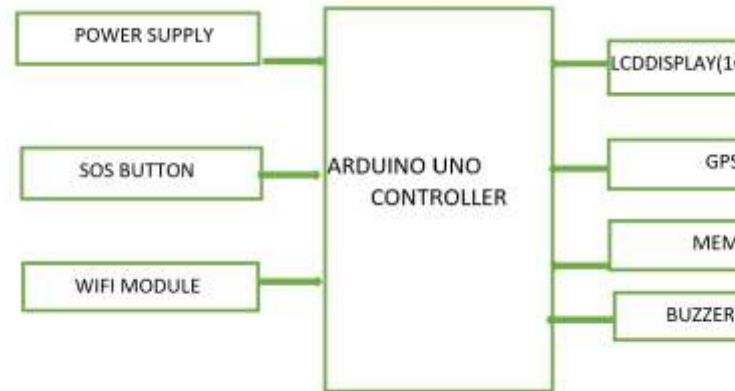 POWER SUPPLY
SOS BUTTON
WIFI MODULE
ARDUINO UNO
CONTROLLER
LCDDISPLAY(1
GPS
MEM
BUZZER